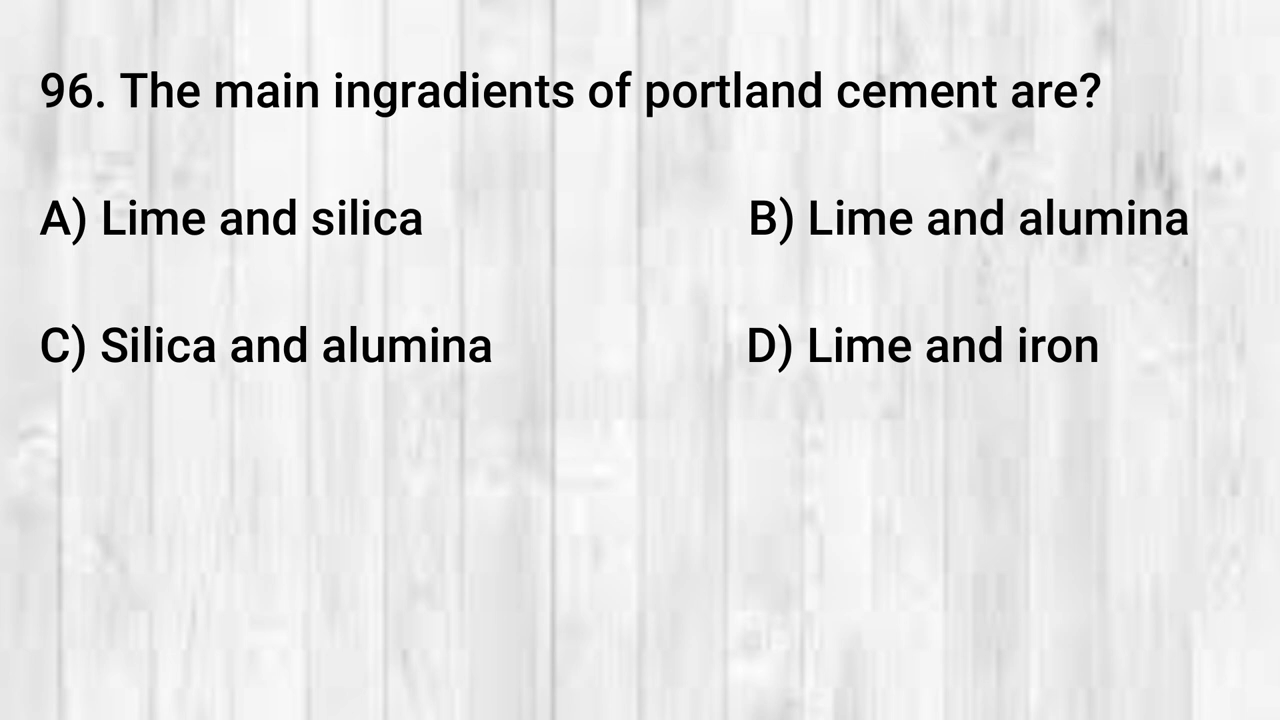 96. The main ingradients of portland cement are?
A) Lime and silica B) Lime and alumina
C) Silica and alumina D) Lime and iron